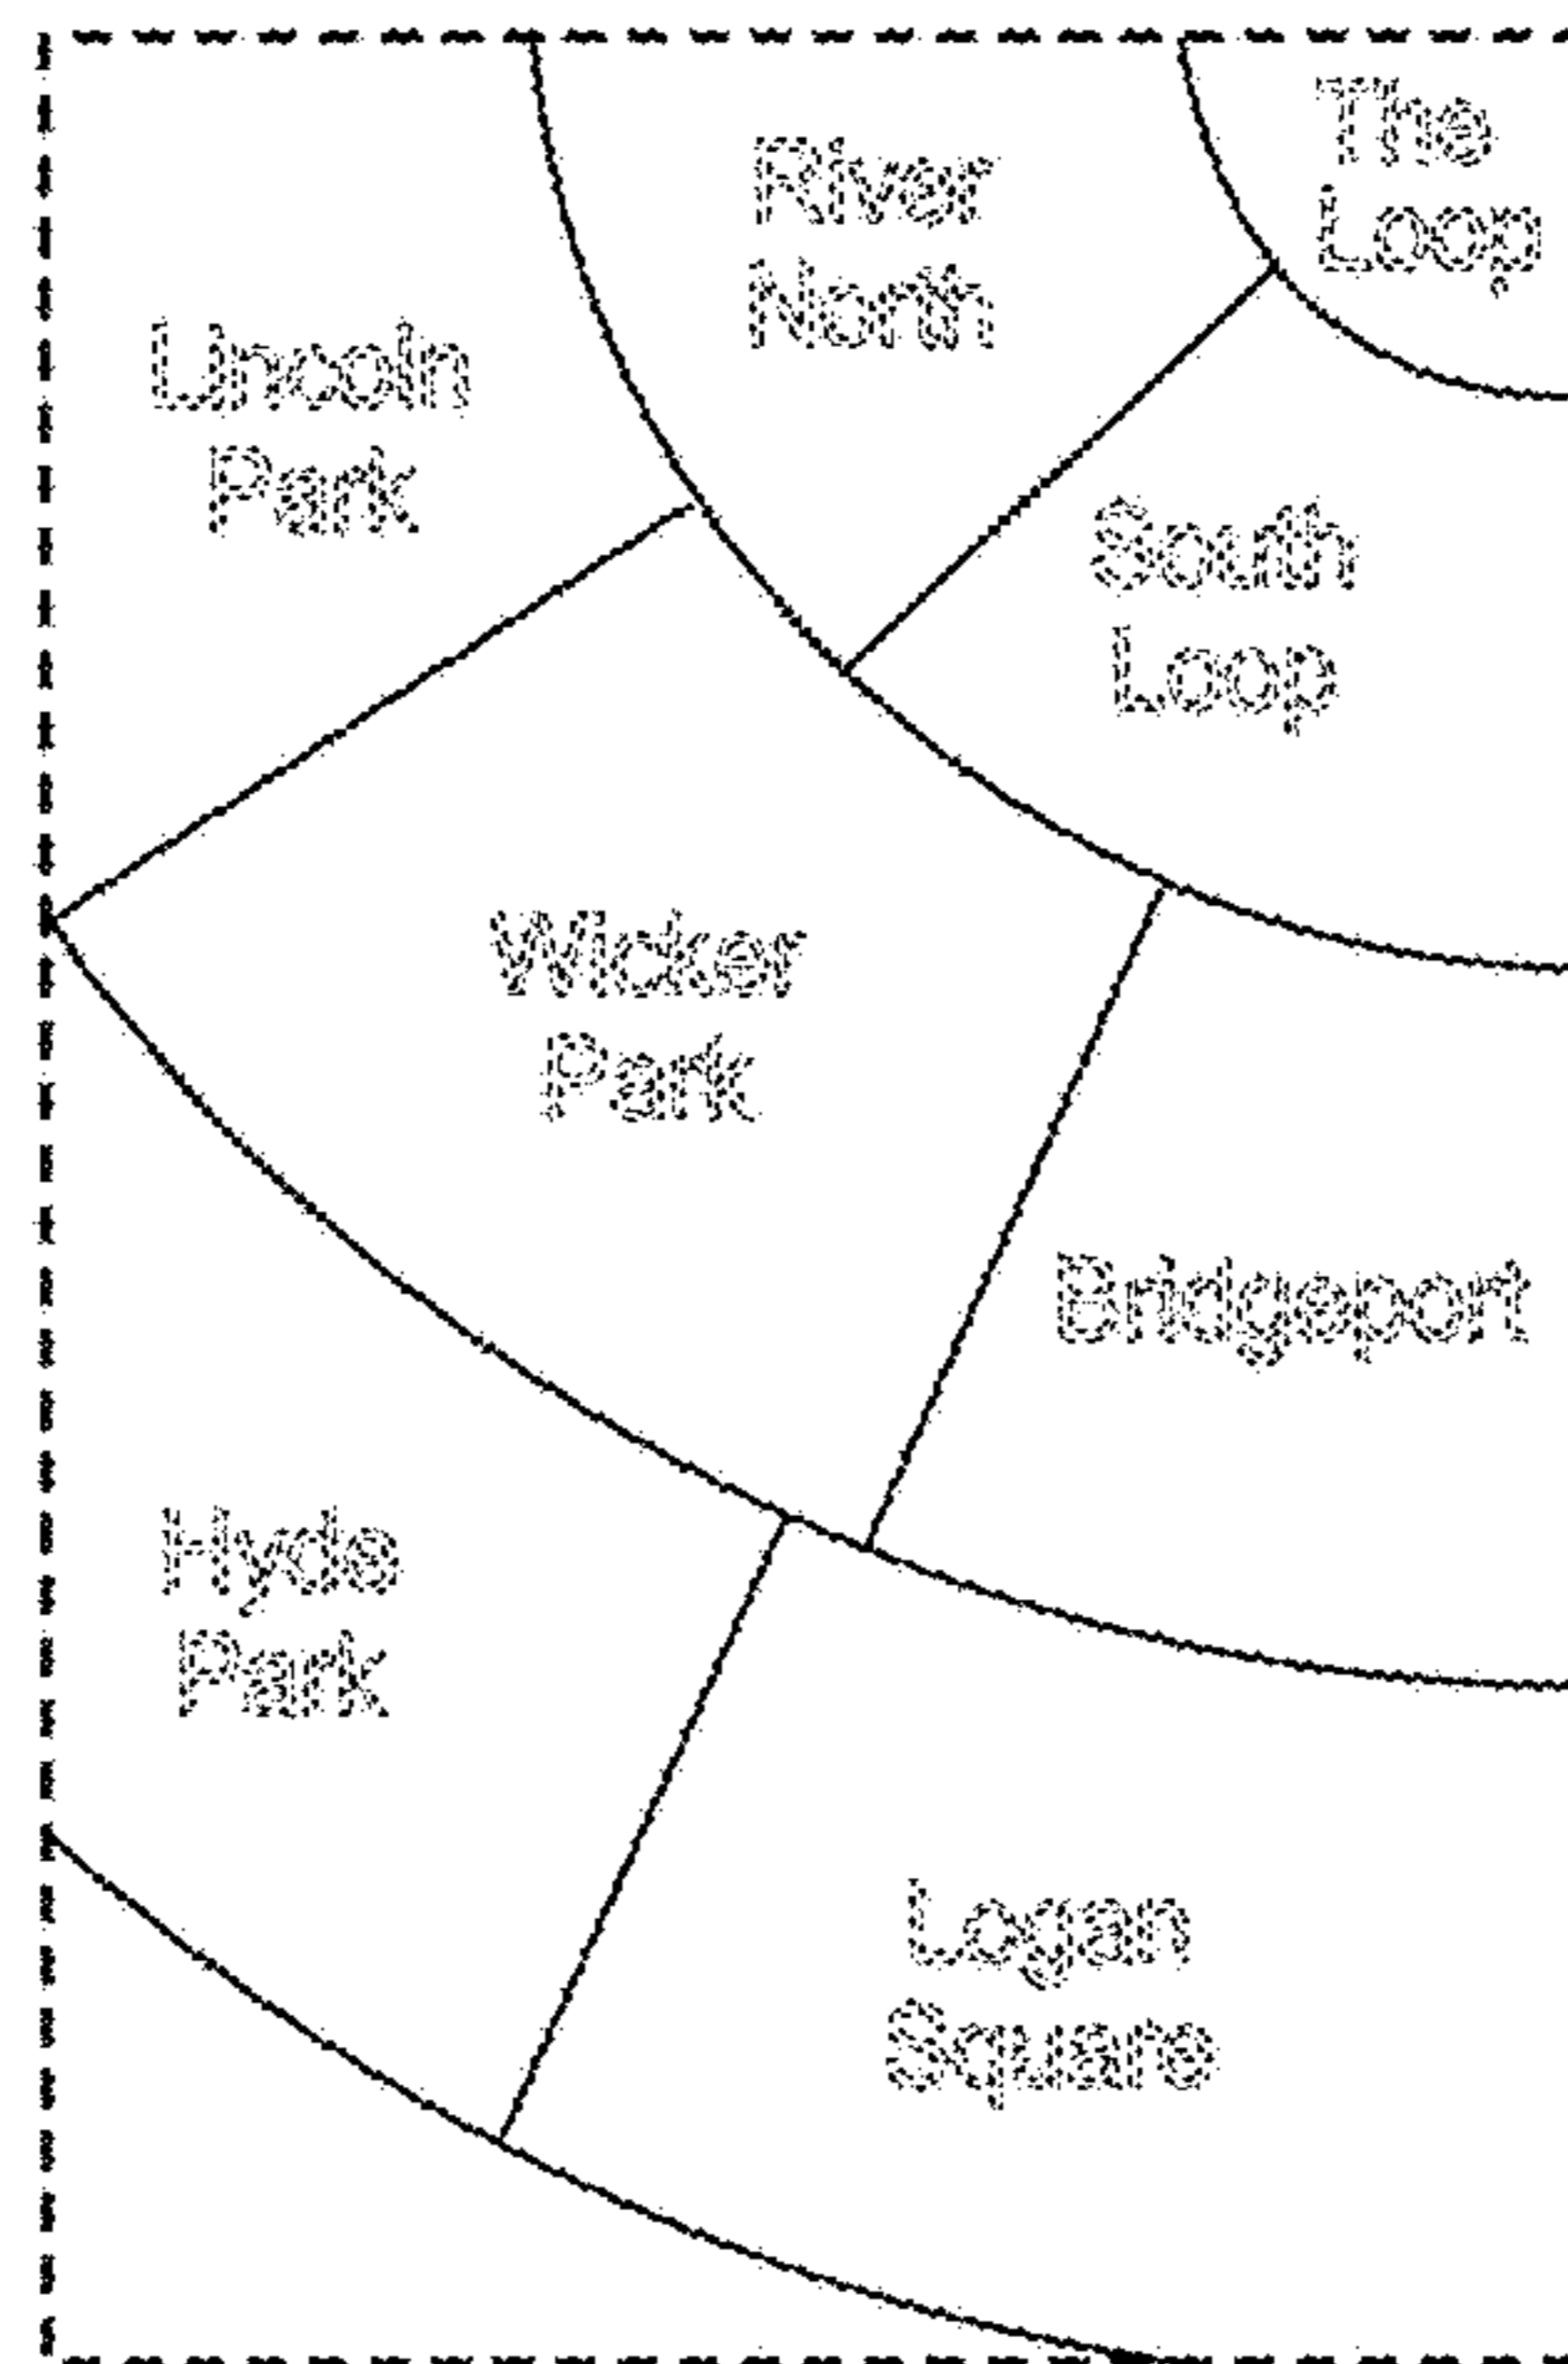 The
Loop
River
North
Lincoln
Park
South
Loop
Wicker
Park
Bridgeport
Hyde
Park
Logan
Square